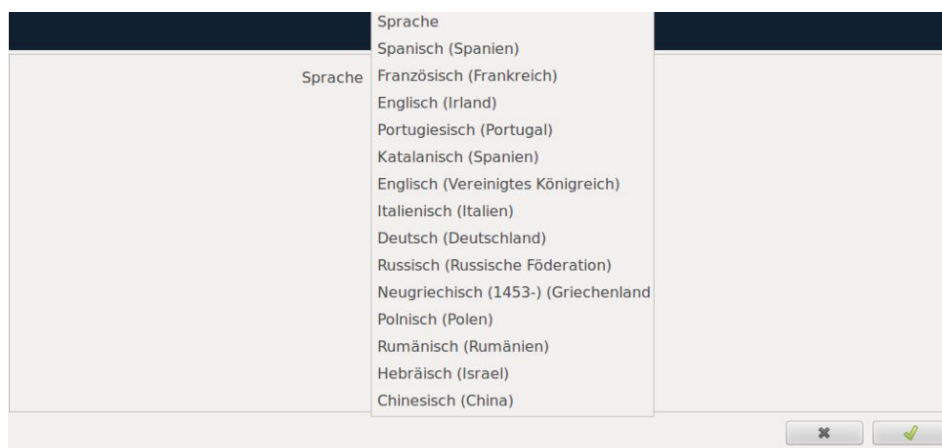 Sprache
Spanisch (Spanien)
Sprache
Französisch (Frankreich)
Englisch (Irland)
Portugiesisch (Portugal)
Katalanisch (Spanien)
Englisch (Vereinigtes Königreich)
Italienisch (Italien)
Deutsch (Deutschland)
Russisch (Russische Föderation)
Neugriechisch (1453-) (Griechenland
Polnisch (Polen)
Rumänisch (Rumänien)
Hebräisch (Israel)
Chinesisch (China)